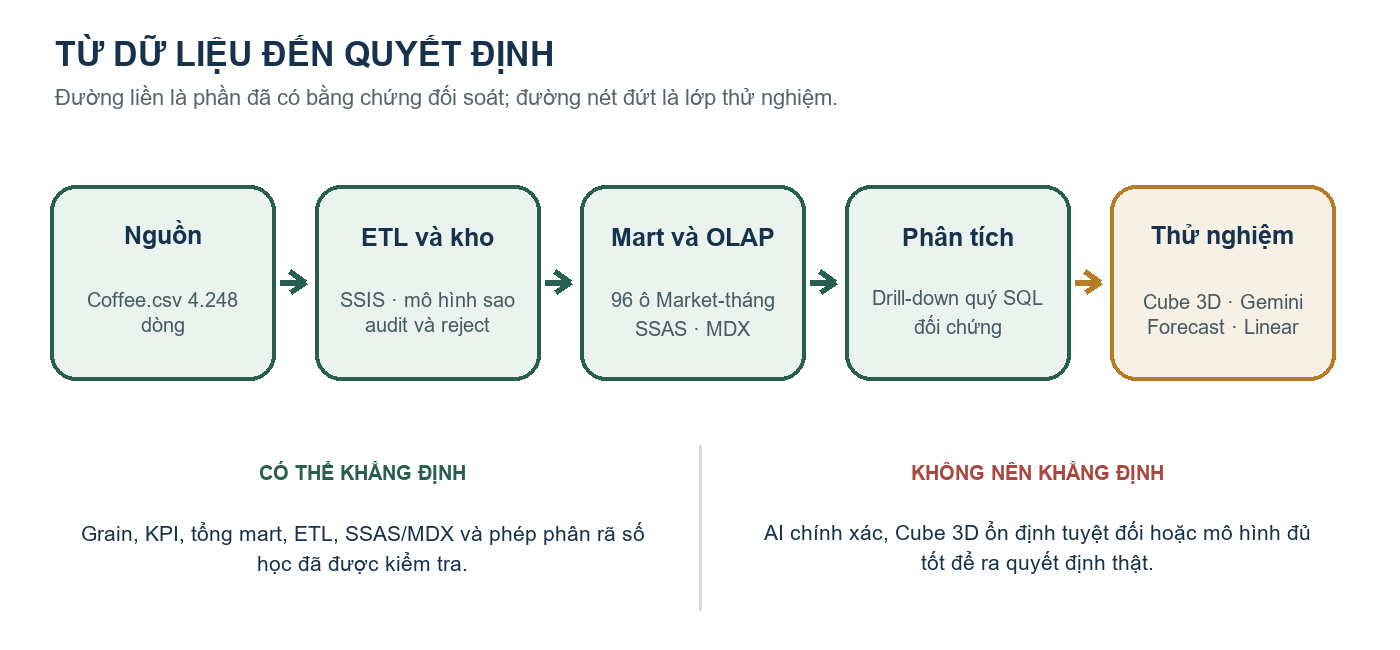 TỪ DỮ LIỆU ĐẾN QUYẾT ĐỊNH
Đường liền là phần đã có bằng chứng đối soát; đường nét đứt là lớp thử nghiệm.
Nguồn
Coffee.csv 4.248
dòng
ETL và kho
SSIS · mô hình sao
audit và reject
Mart và OLAP
96 ô Market-tháng
SSAS · MDX
Phân tích
Drill-down quý SQL
đối chứng
Thử nghiệm
Cube 3D · Gemini
Forecast · Linear
CÓ THỂ KHẲNG ĐỊNH
Grain, KPI, tổng mart, ETL, SSAS/MDX và phép phân rã số
học đã được kiểm tra.
KHÔNG NÊN KHẲNG ĐỊNH
AI chính xác, Cube 3D ổn định tuyệt đối hoặc mô hình đủ
tốt để ra quyết định thật.